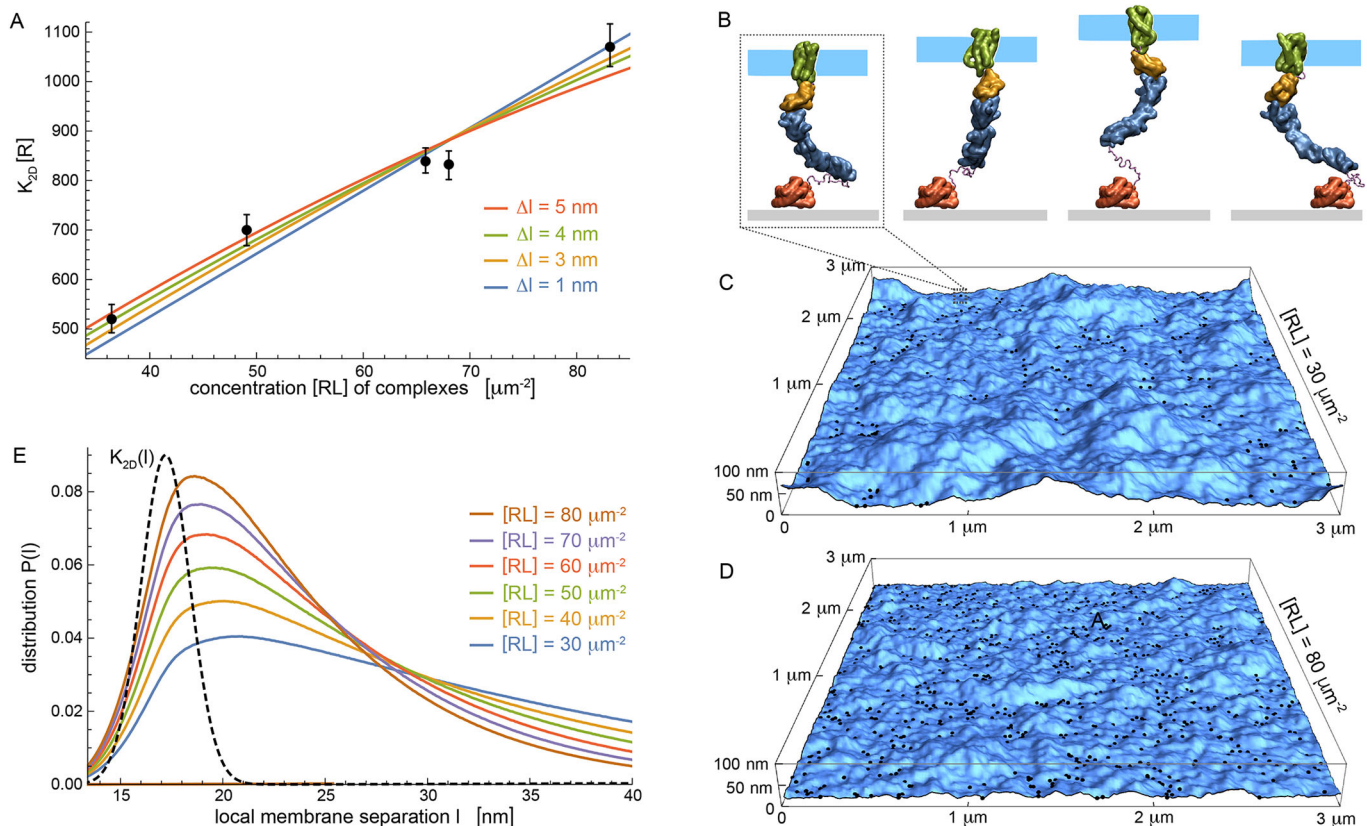 A
1100
1000
900
800
700
600
500
K2D [R]
Δl = 5 nm
Δl = 4 nm
Δl = 3 nm
Δl = 1 nm
40
50
60
70
80
concentration [RL] of complexes [μm-2]
B
C
3 μm
2 μm
1 μm
100 nm
50 nm
0
0
1 μm
2 μm
3 μm
[RL] = 30 μm-2
E
K2D(l)
0.08
0.06
0.04
0.02
0.00
distribution P(l)
[RL] = 80 μm-2
[RL] = 70 μm-2
[RL] = 60 μm-2
[RL] = 50 μm-2
[RL] = 40 μm-2
[RL] = 30 μm-2
15
20
25
30
35
40
local membrane separation l [nm]
D
3 μm
2 μm
1 μm
A
100 nm
50 nm
0
0
1 μm
2 μm
3 μm
[RL] = 80 μm-2